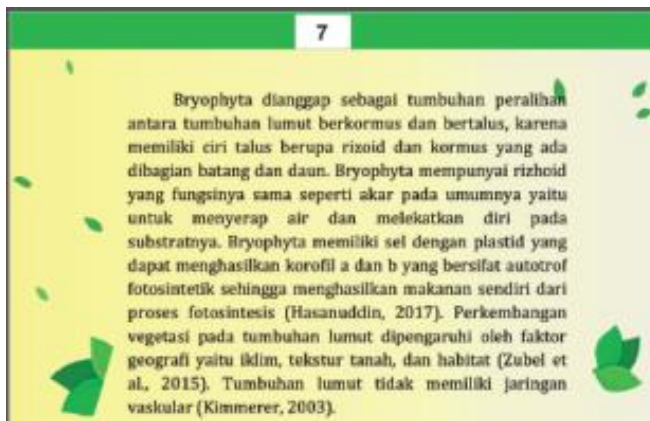 7
Bryophyta dianggap sebagai tumbuhan peralihan
antara tumbuhan lumut berkormus dan bertalus, karena
memiliki ciri talus berupa rizoid dan kormus yang ada
dibagian batang dan daun. Bryophyta mempunyai rizhoid
yang fungsinya sama seperti akar pada umumnya yaitu
untuk menyerap air dan melekatkan diri pada
substratnya. Bryophyta memiliki sel dengan plastid yang
dapat menghasilkan korofil a dan b yang bersifat autotrof
fotosintetik sehingga menghasilkan makanan sendiri dari
proses fotosintesis (Hasanuddin, 2017). Perkembangan
vegetasi pada tumbuhan lumut dipengaruhi oleh faktor
geografi yaitu iklim, tekstur tanah, dan habitat (Zubel et
al., 2015). Tumbuhan lumut tidak memiliki jaringan
vaskular (Kimmerer, 2003).